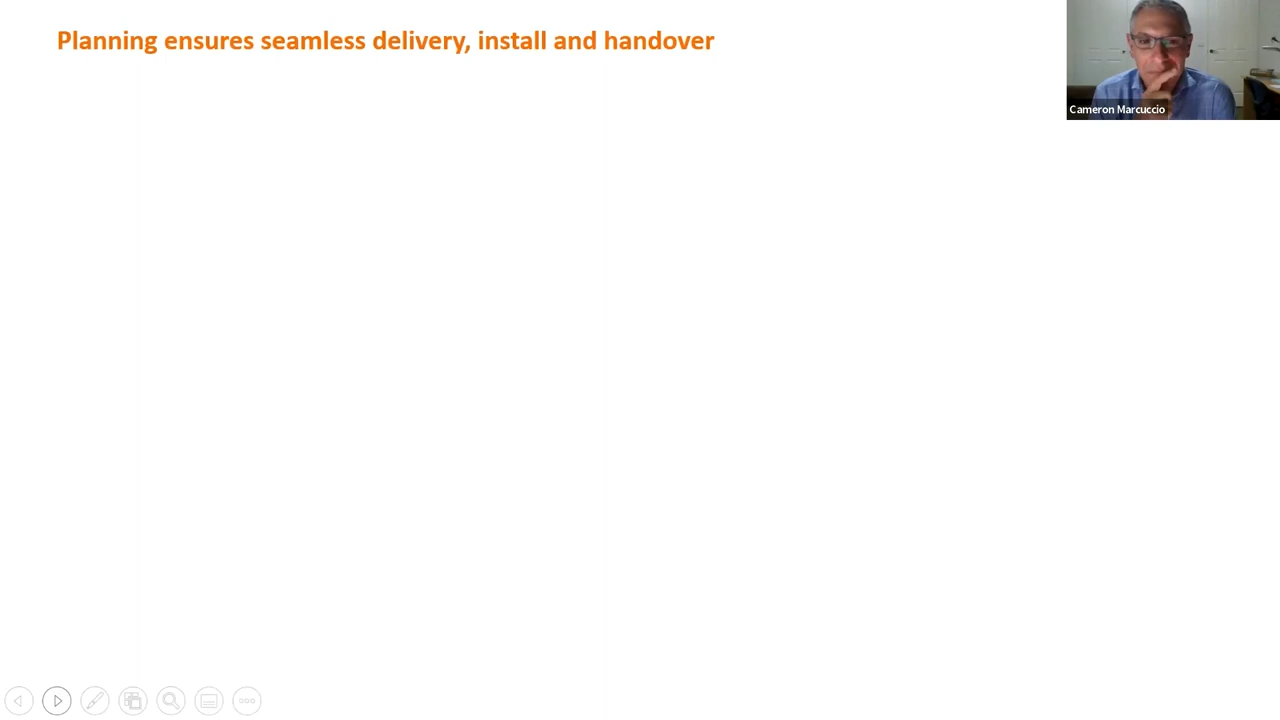 Planning ensures seamless delivery, install and handover
Cameron Marcuccio